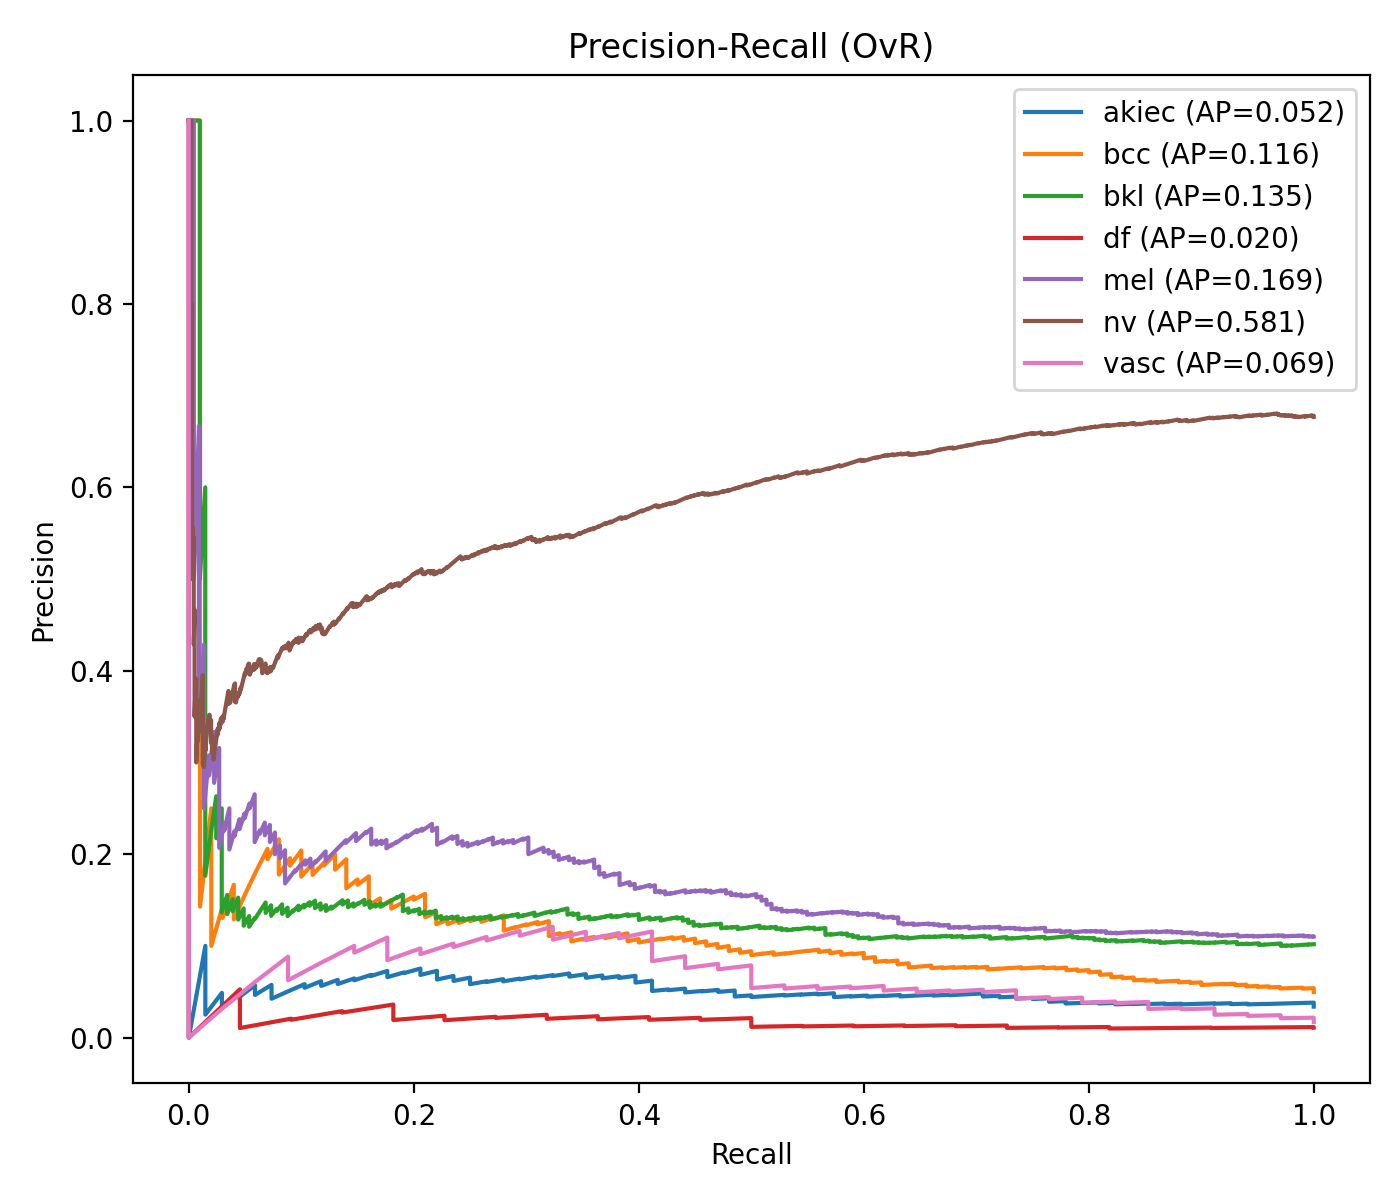 Precision-Recall (OvR)
akiec (AP=0.052)
bcc (AP=0.116)
bkl (AP=0.135)
df (AP=0.020)
mel (AP=0.169)
nv (AP=0.581)
vasc (AP=0.069)
Precision
1.0
0.8
0.6
0.4
0.2
0.0
0.0 0.2 0.4 0.6 0.8 1.0
Recall